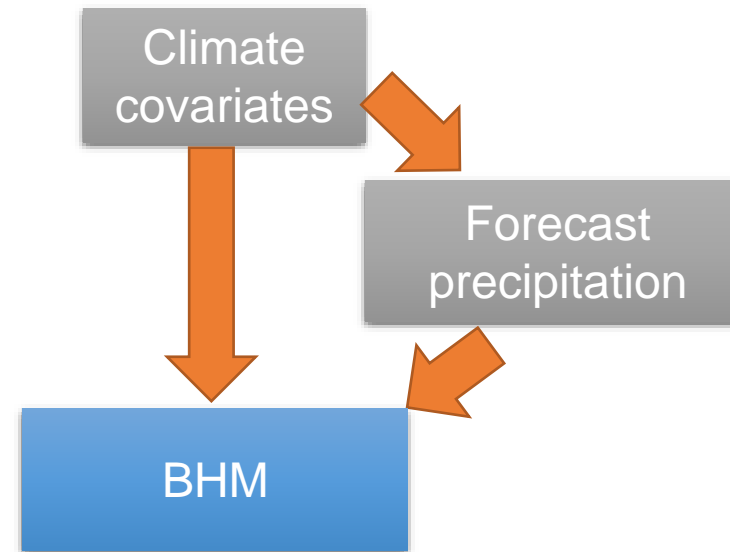 Climate
covariates
Forecast
precipitation
BHM